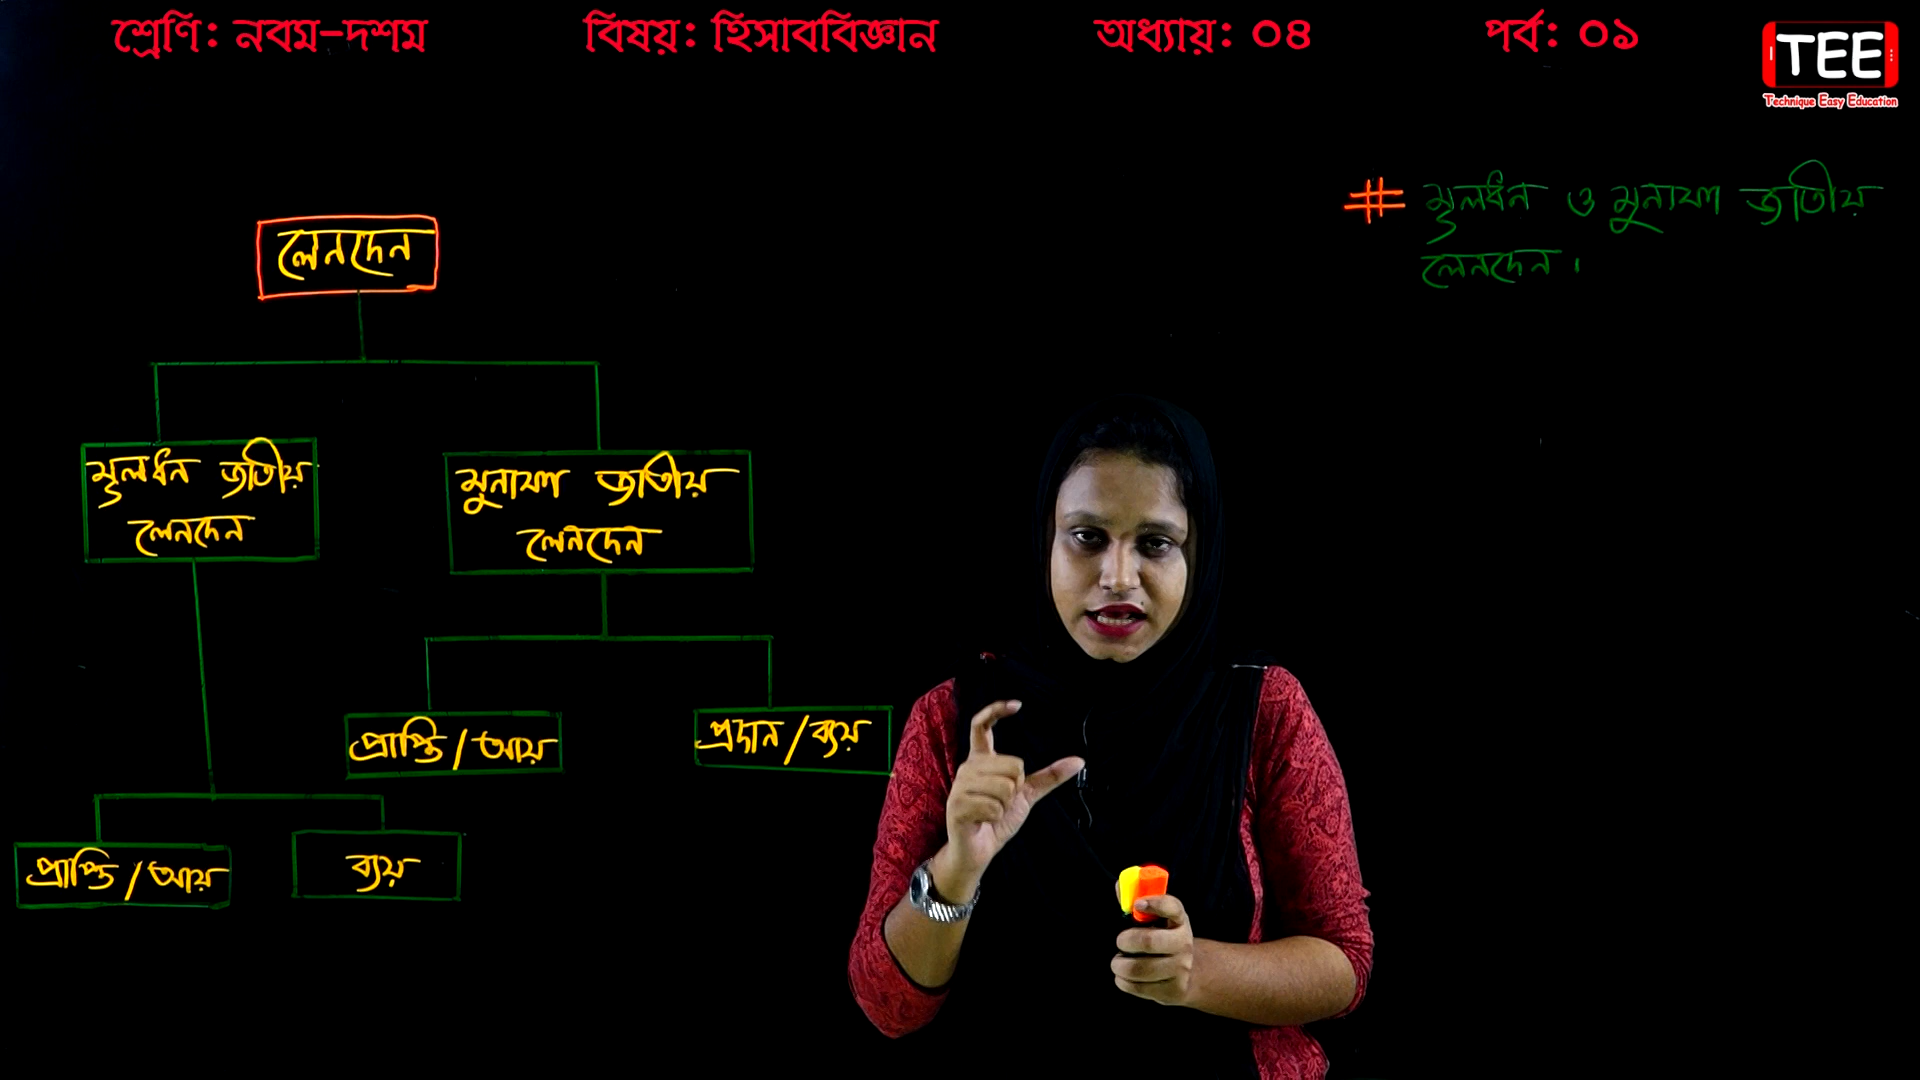 শ্রেণি: নবম-দশম
বিষয়: হিসাববিজ্ঞান
অধ্যায়: ০৪
পর্ব: ০১
TEE
Technique Easy Education
# মূলধন ও মুনাফা জাতীয়
লেনদেন।
লেনদেন
মূলধন জাতীয়
লেনদেন
মুনাফা জাতীয়
লেনদেন
প্রাপ্তি/আয়
প্রদান/ব্যয়
প্রাপ্তি/আয়
ব্যয়